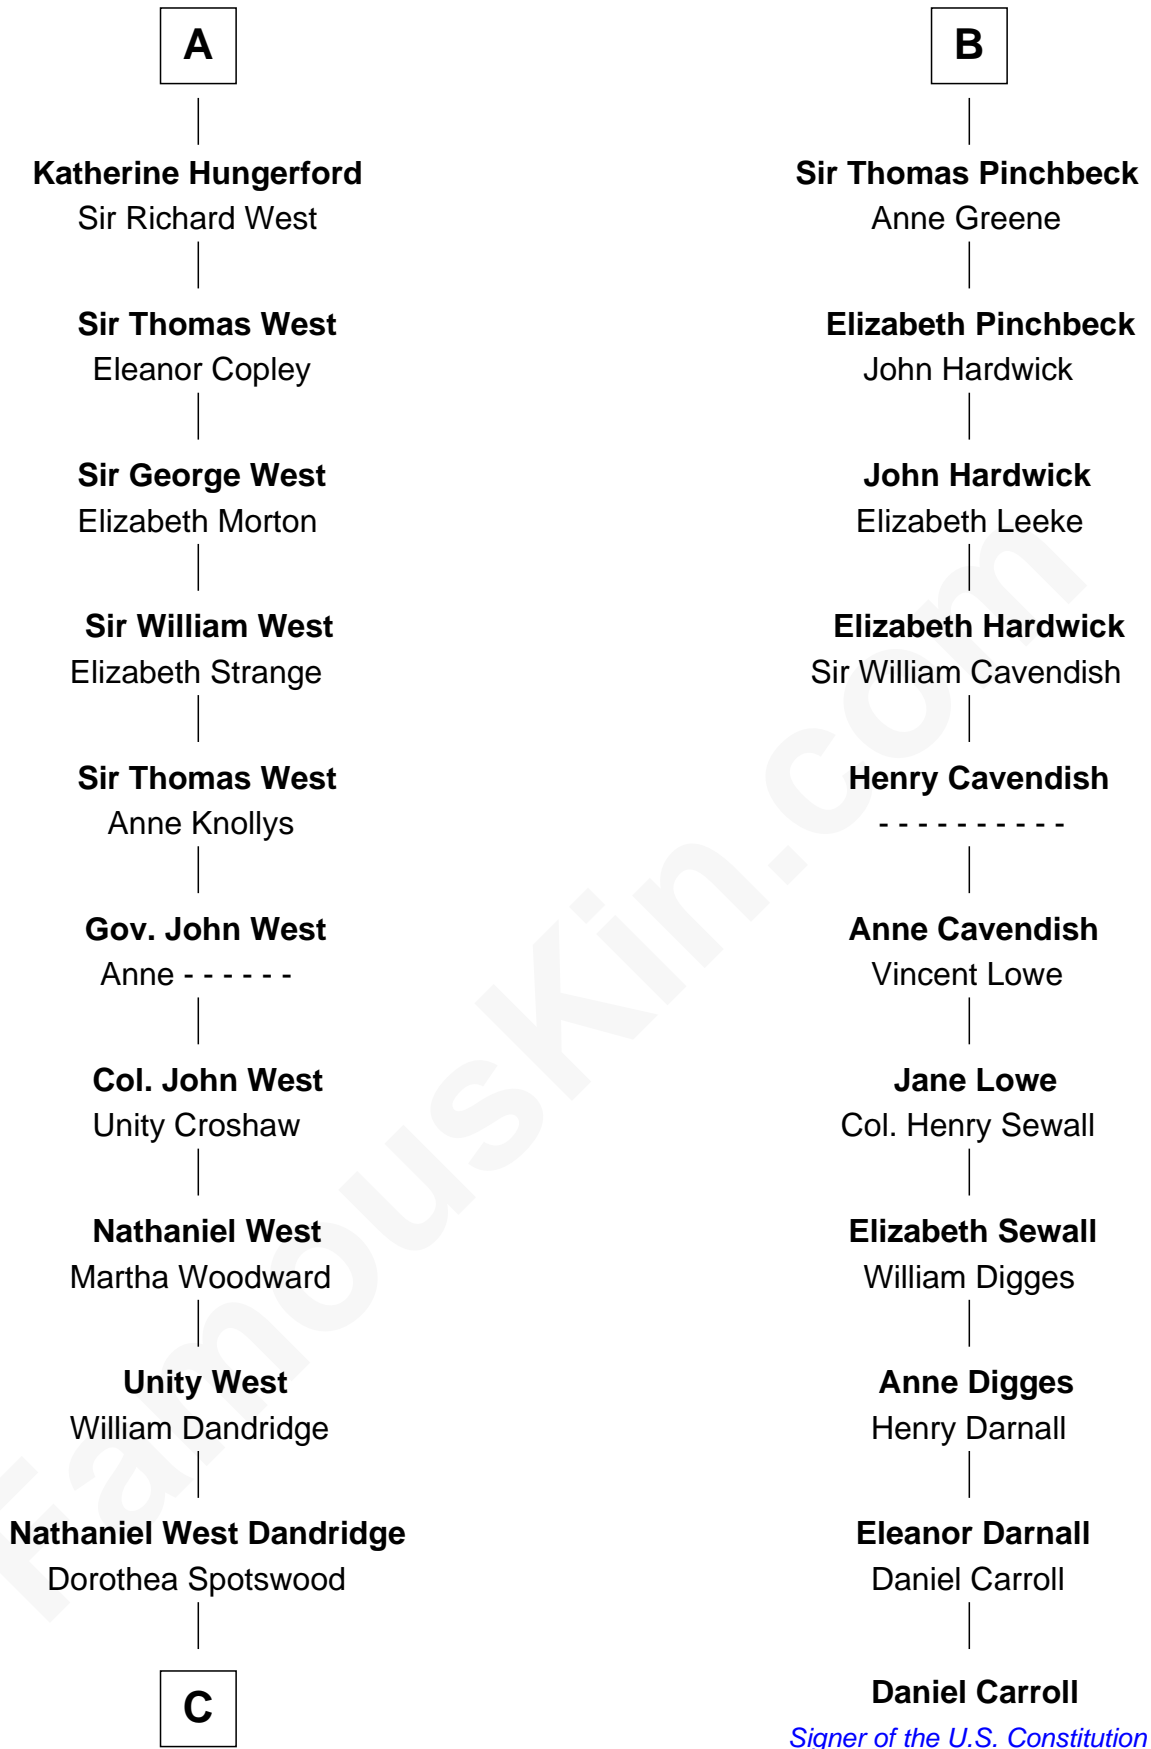 A
Katherine Hungerford
Sir Richard West
Sir Thomas West
Eleanor Copley
Sir George West
Elizabeth Morton
Sir William West
Elizabeth Strange
Sir Thomas West
Anne Knollys
Gov. John West
Anne - - - - - -
Col. John West
Unity Croshaw
Nathaniel West
Martha Woodward
Unity West
William Dandridge
Nathaniel West Dandridge
Dorothea Spotswood
C
B
Sir Thomas Pinchbeck
Anne Greene
Elizabeth Pinchbeck
John Hardwick
John Hardwick
Elizabeth Leeke
Elizabeth Hardwick
Sir William Cavendish
Henry Cavendish
- - - - - - - - - -
Anne Cavendish
Vincent Lowe
Jane Lowe
Col. Henry Sewall
Elizabeth Sewall
William Digges
Anne Digges
Henry Darnall
Eleanor Darnall
Daniel Carroll
Daniel Carroll
Signer of the U.S. Constitution
FamousKin.com